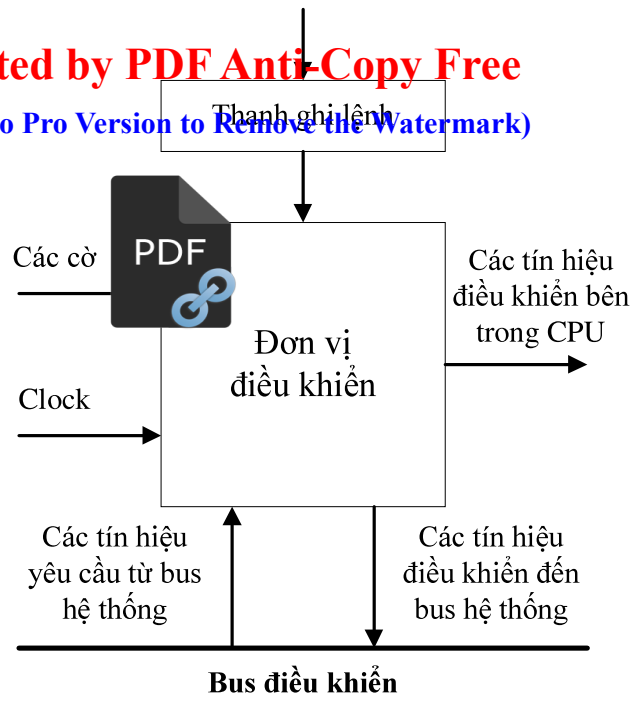 ted by PDF Anti-Copy Free
Thanh ghi lệnh
o Pro Version to Remove the Watermark)
PDF
Các cờ
Các tín hiệu
điều khiển bên
trong CPU
Đơn vị
điều khiển
Clock
Các tín hiệu
yêu cầu từ bus
hệ thống
Các tín hiệu
điều khiển đến
bus hệ thống
Bus điều khiển